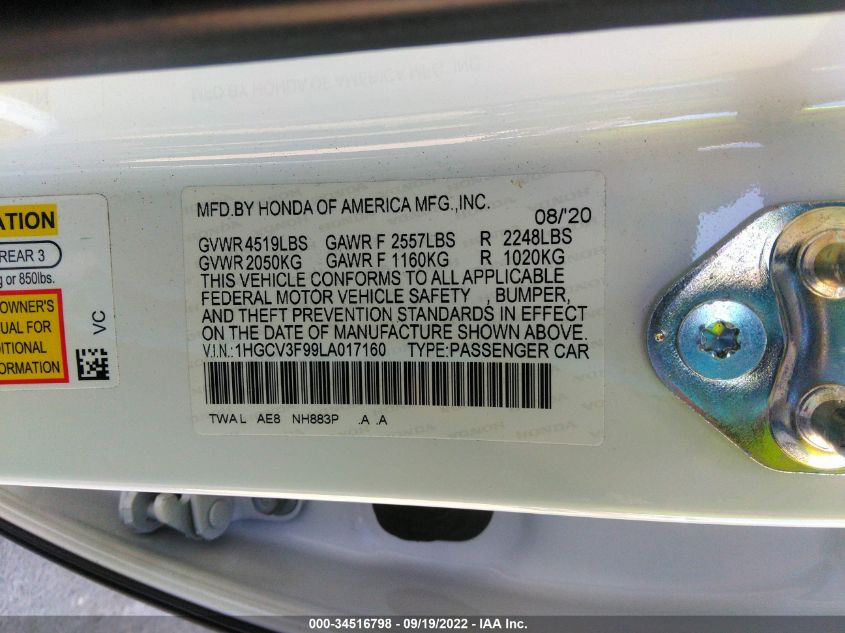 ATION
REAR 3
g or 850lbs.
OWNER'S
UAL FOR
DITIONAL
ORMATION
VC
MFD.BY HONDA OF AMERICA MFG.,INC. 08/'20
GVWR 4519LBS GAWR F 2557LBS R 2248LBS
GVWR 2050KG GAWR F 1160KG R 1020KG
THIS VEHICLE CONFORMS TO ALL APPLICABLE
FEDERAL MOTOR VEHICLE SAFETY , BUMPER,
AND THEFT PREVENTION STANDARDS IN EFFECT
ON THE DATE OF MANUFACTURE SHOWN ABOVE.
V.I.N.: 1HGCV3F99LA017160 TYPE:PASSENGER CAR
TWA L AE8 NH883P .A .A
000-34516798 - 09/19/2022 - IAA Inc.